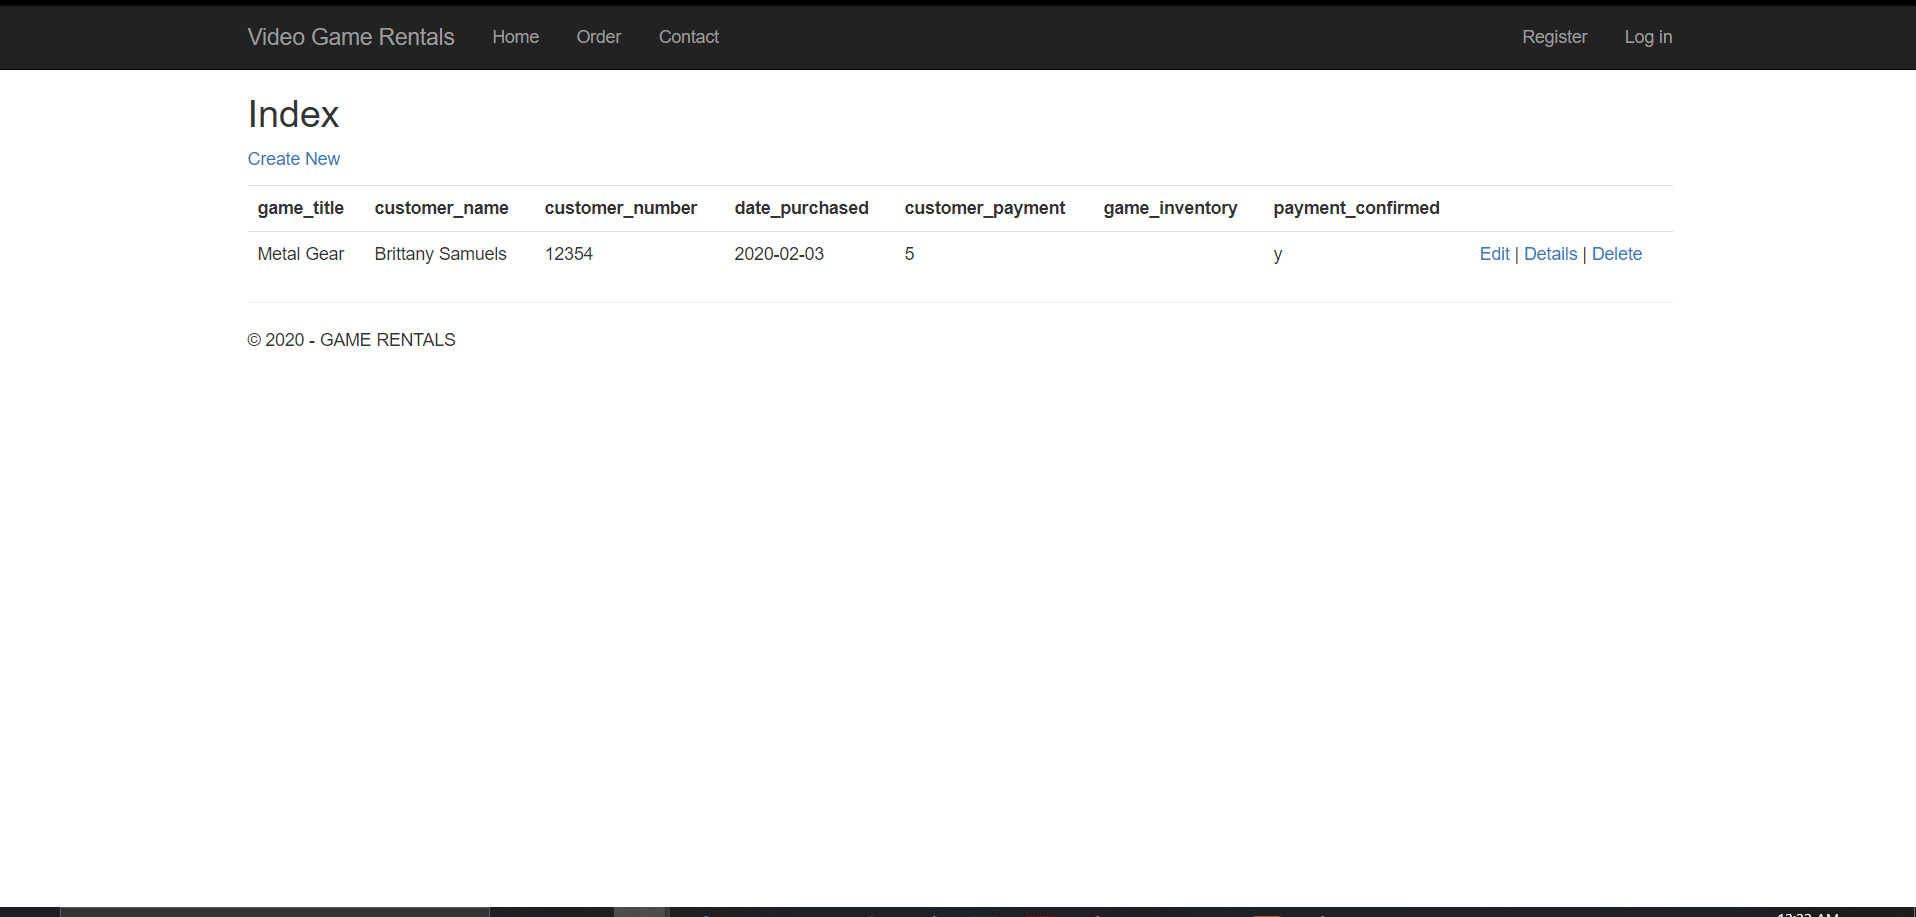 Video Game Rentals Home Order Contact Register Log in
Index
Create New
game_title customer_name customer_number date_purchased customer_payment game_inventory payment_confirmed
Metal Gear Brittany Samuels 12354 2020-02-03 5 y Edit | Details | Delete
© 2020 - GAME RENTALS